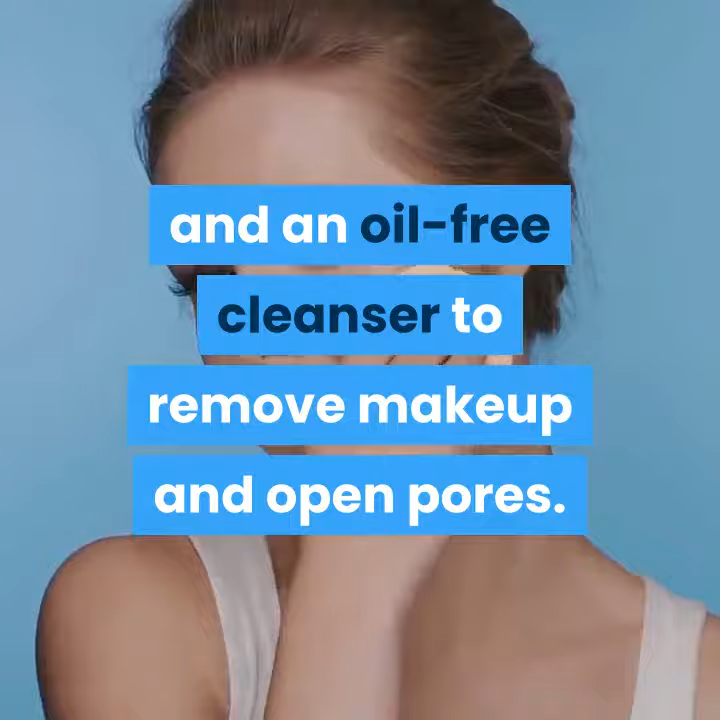 and an oil-free
cleanser to
remove makeup
and open pores.